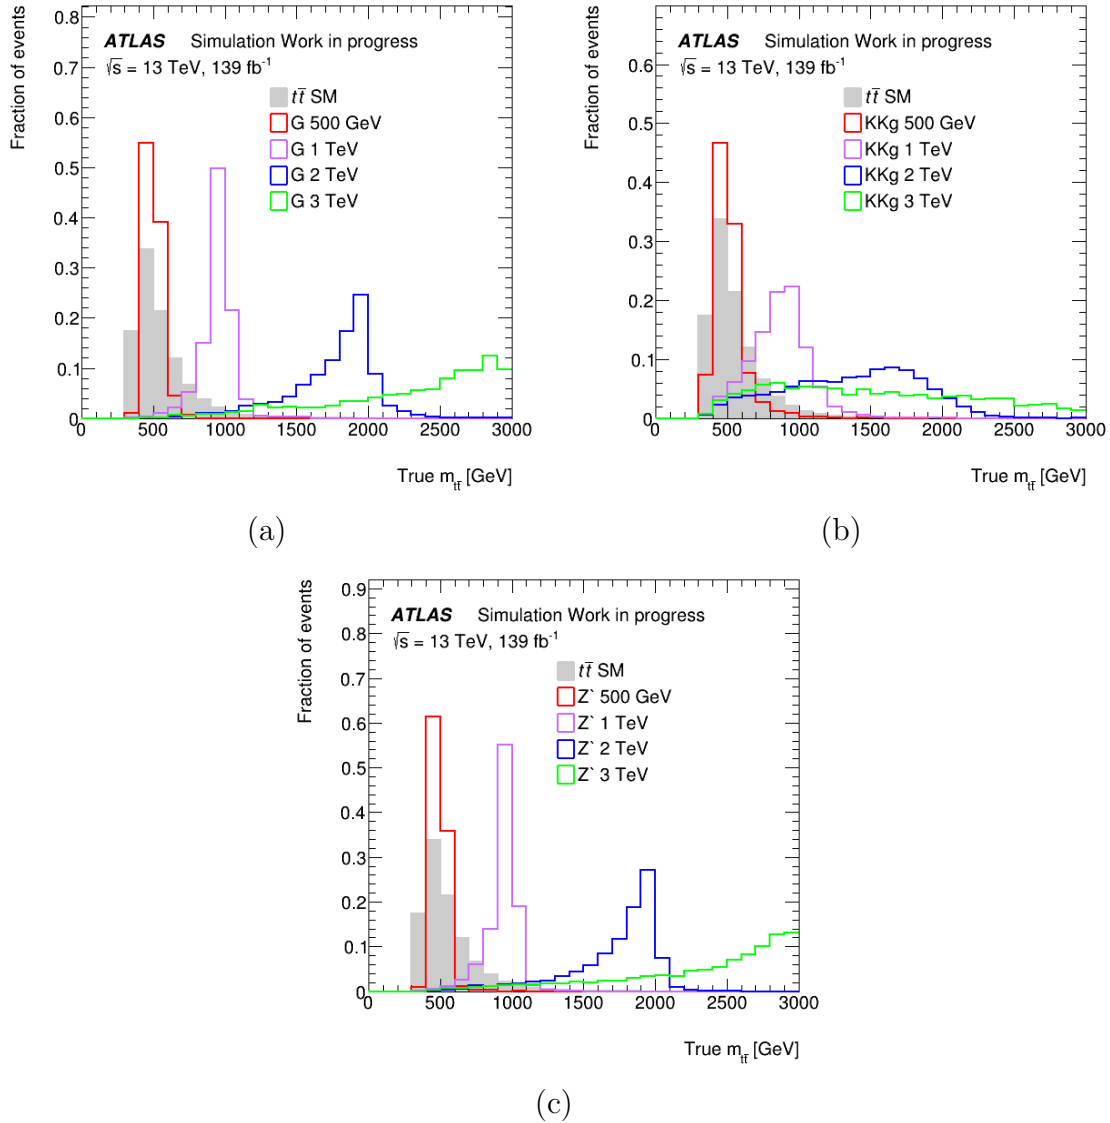 ATLAS Simulation Work in progress
√s = 13 TeV, 139 fb⁻¹
Fraction of events
tt̅ SM
G 500 GeV
G 1 TeV
G 2 TeV
G 3 TeV
0.8
0.7
0.6
0.5
0.4
0.3
0.2
0.1
0
0 500 1000 1500 2000 2500 3000
True m_tt̅ [GeV]
(a)
ATLAS Simulation Work in progress
√s = 13 TeV, 139 fb⁻¹
Fraction of events
tt̅ SM
KKg 500 GeV
KKg 1 TeV
KKg 2 TeV
KKg 3 TeV
0.6
0.5
0.4
0.3
0.2
0.1
0
0 500 1000 1500 2000 2500 3000
True m_tt̅ [GeV]
(b)
ATLAS Simulation Work in progress
√s = 13 TeV, 139 fb⁻¹
Fraction of events
tt̅ SM
Z` 500 GeV
Z` 1 TeV
Z` 2 TeV
Z` 3 TeV
0.9
0.8
0.7
0.6
0.5
0.4
0.3
0.2
0.1
0
0 500 1000 1500 2000 2500 3000
True m_tt̅ [GeV]
(c)